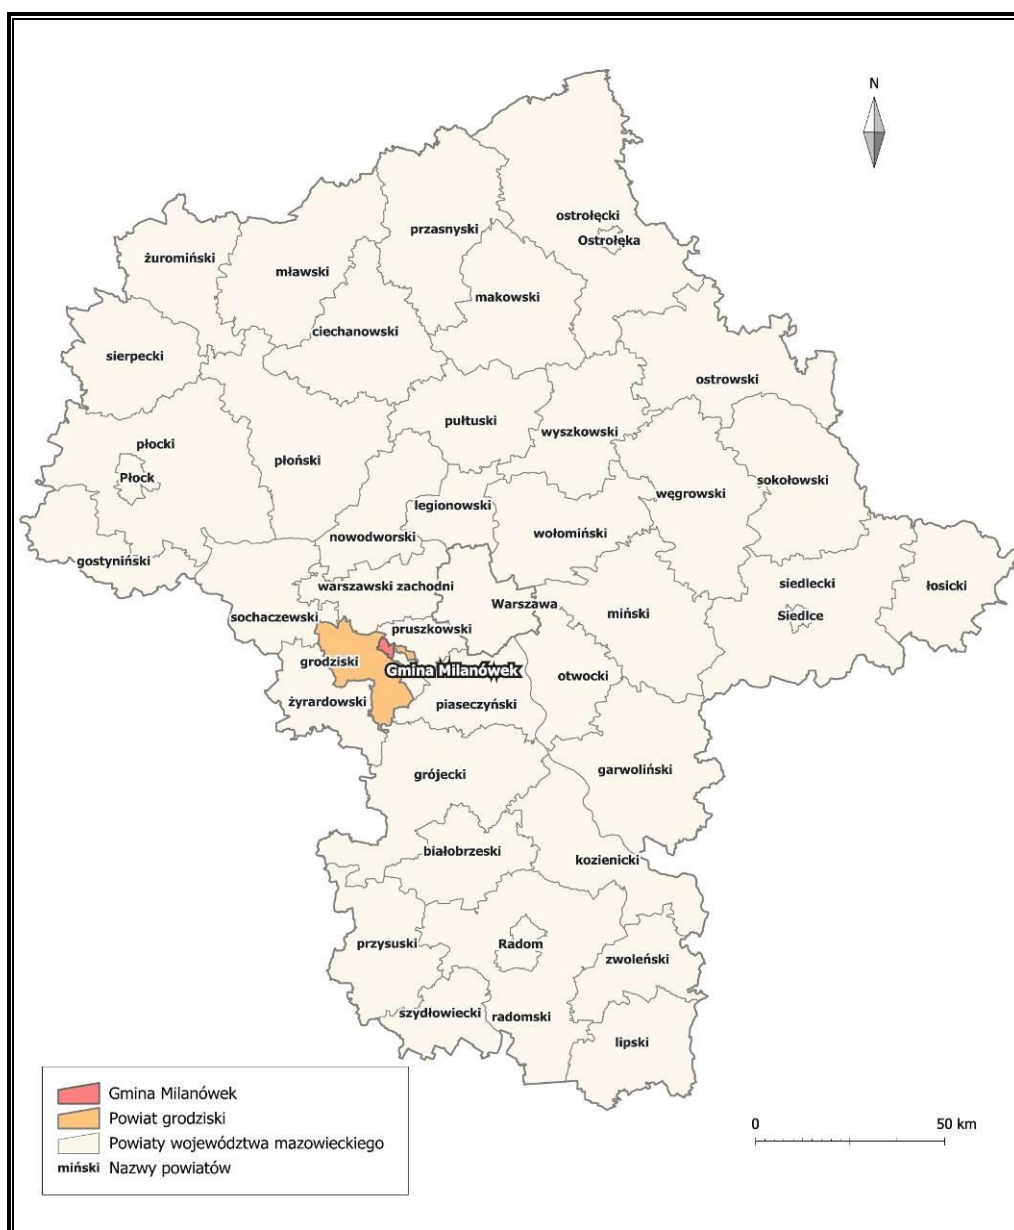 N
ostrołęcki
Ostrołęka
przasnyski
żuromiński
mławski
makowski
ciechanowski
sierpecki
ostrowski
pułtuski
wyszkowski
płocki
płoński
Płock
sokołowski
węgrowski
legionowski
wołomiński
nowodworski
gostyniński
siedlecki
łosicki
warszawski zachodni
Warszawa
miński
Siedlce
sochaczewski
pruszkowski
grodziski
Gmina Milanówek
otwocki
żyrardowski
piaseczyński
grójecki
garwoliński
białobrzeski
kozienicki
przysuski
Radom
zwoleński
szydłowiecki
radomski
lipski
Gmina Milanówek
Powiat grodziski
Powiaty województwa mazowieckiego
miński Nazwy powiatów
0 50 km